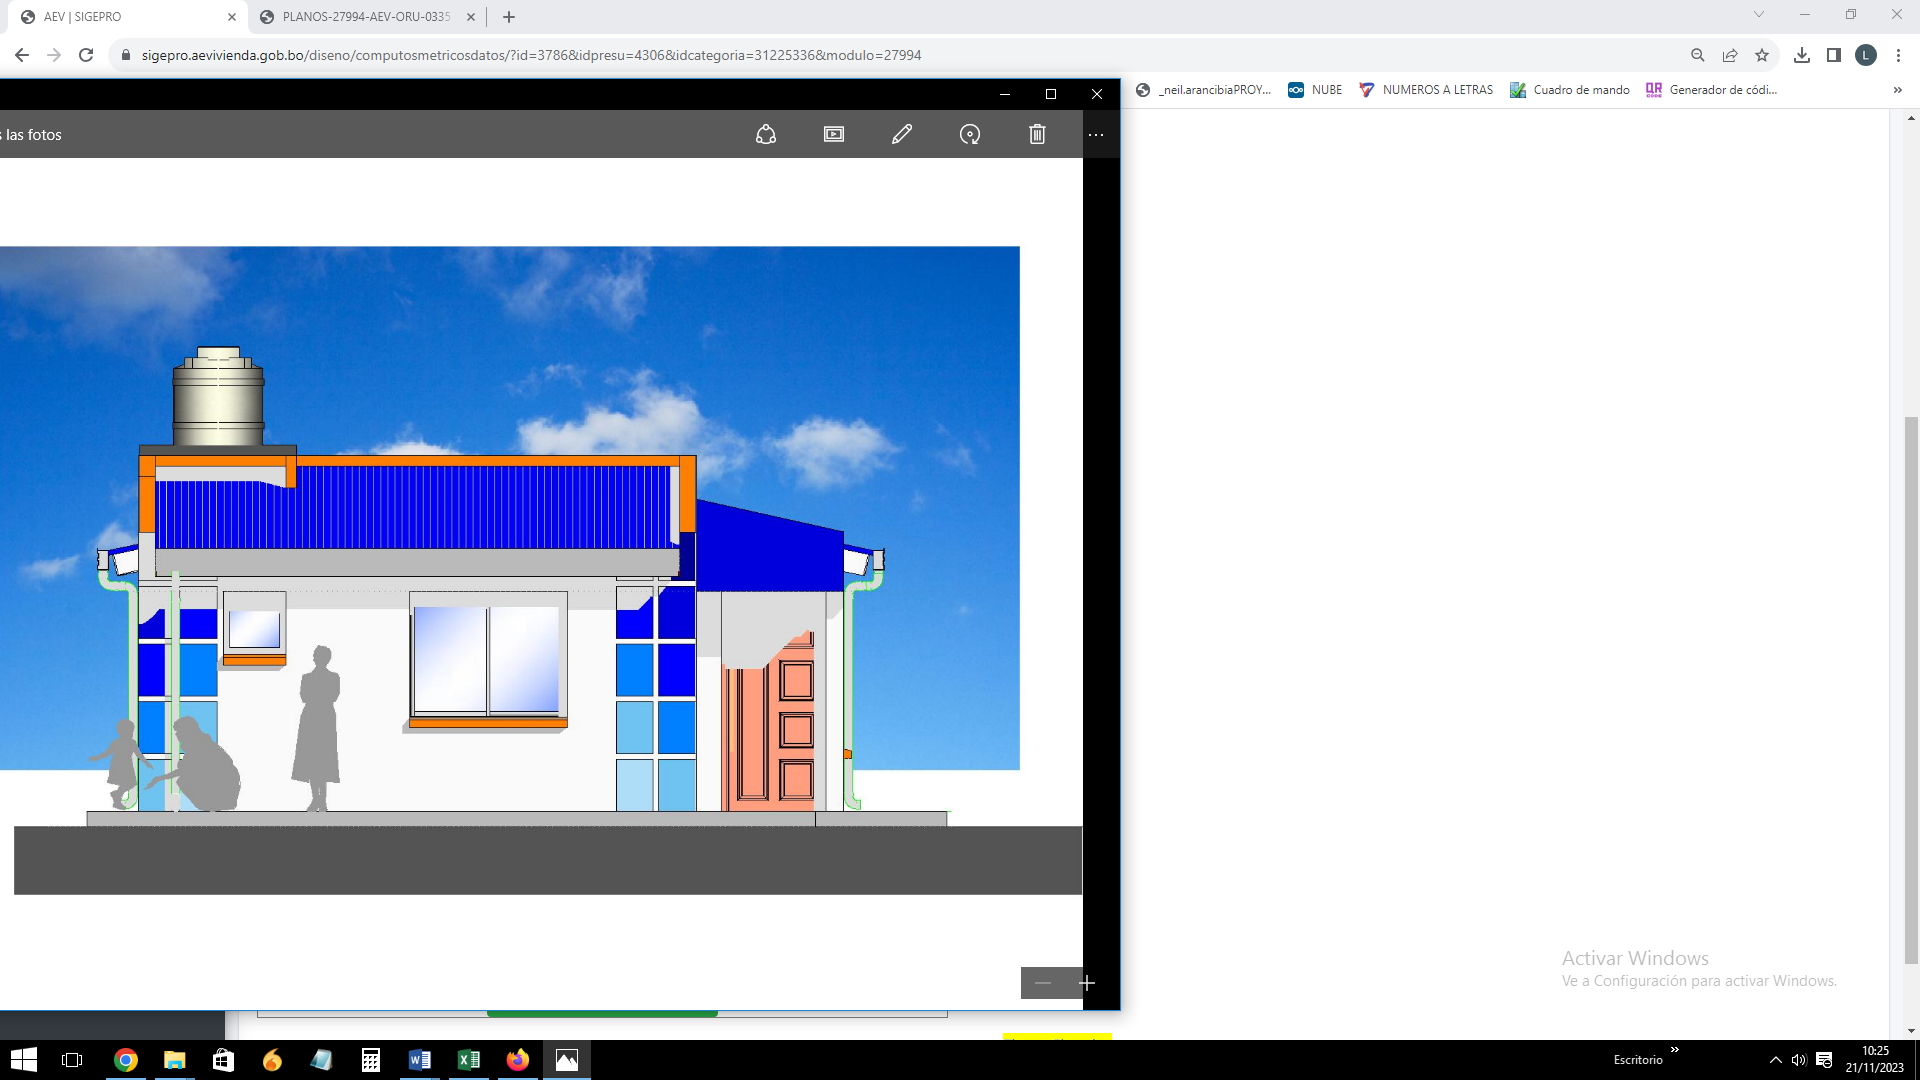 AEV | SIGEPRO
PLANOS-27994-AEV-ORU-0335
sigepro.aevivienda.gob.bo/diseno/computosmetricosdatos/?id=3786&idpresu=4306&idcategoria=31225336&modulo=27994
L
_neil.arancibiaPROY...
NUBE
NUMEROS A LETRAS
Cuadro de mando
QR
Generador de códi...
»
s las fotos
Activar Windows
Ve a Configuración para activar Windows.
Escritorio
»
10:25
21/11/2023